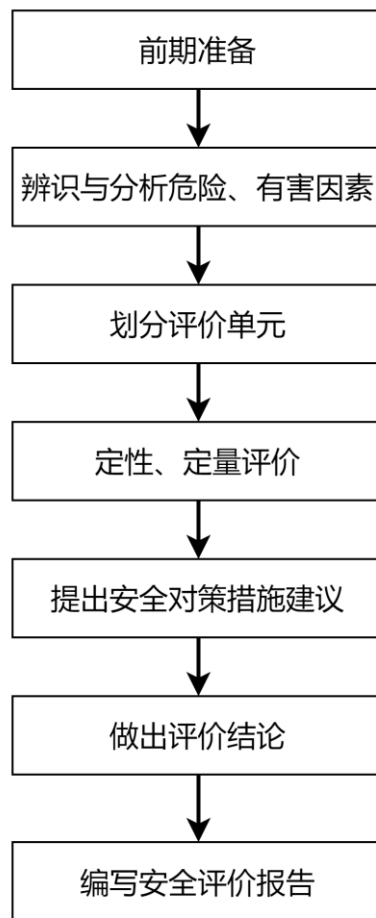 前期准备
辨识与分析危险、有害因素
划分评价单元
定性、定量评价
提出安全对策措施建议
做出评价结论
编写安全评价报告